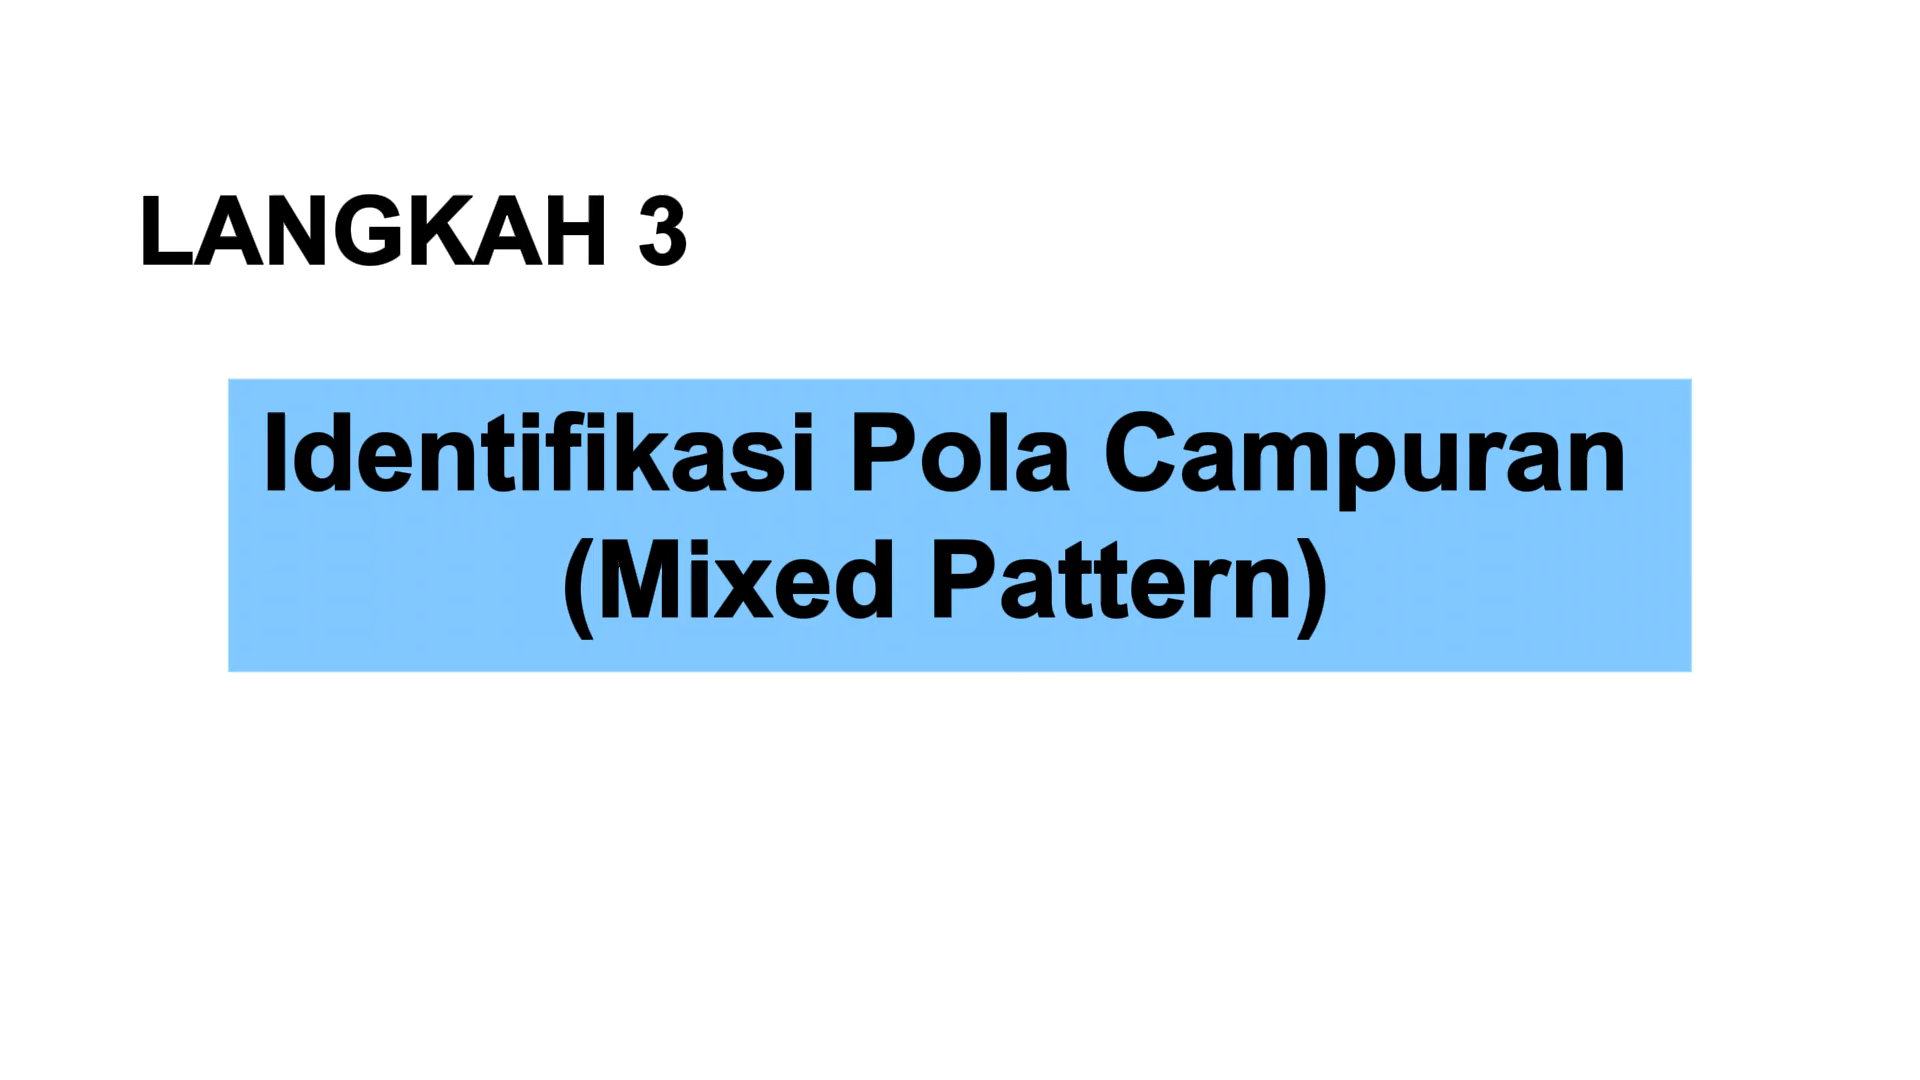 LANGKAH 3
Identifikasi Pola Campuran
(Mixed Pattern)